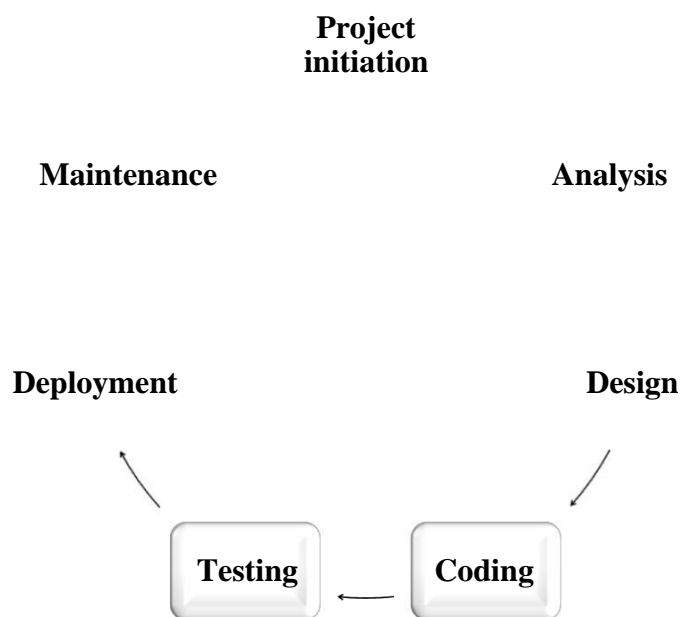 Project
initiation
Maintenance
Analysis
Deployment
Design
Testing
Coding